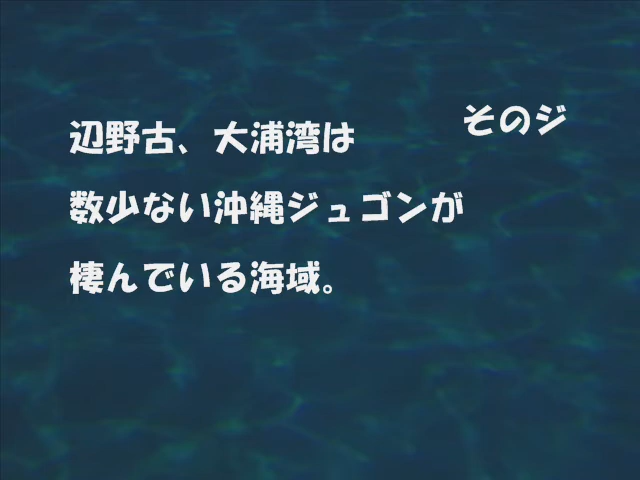 辺野古、大浦湾は
数少ない沖縄ジュゴンが
棲んでいる海域。
そのジ